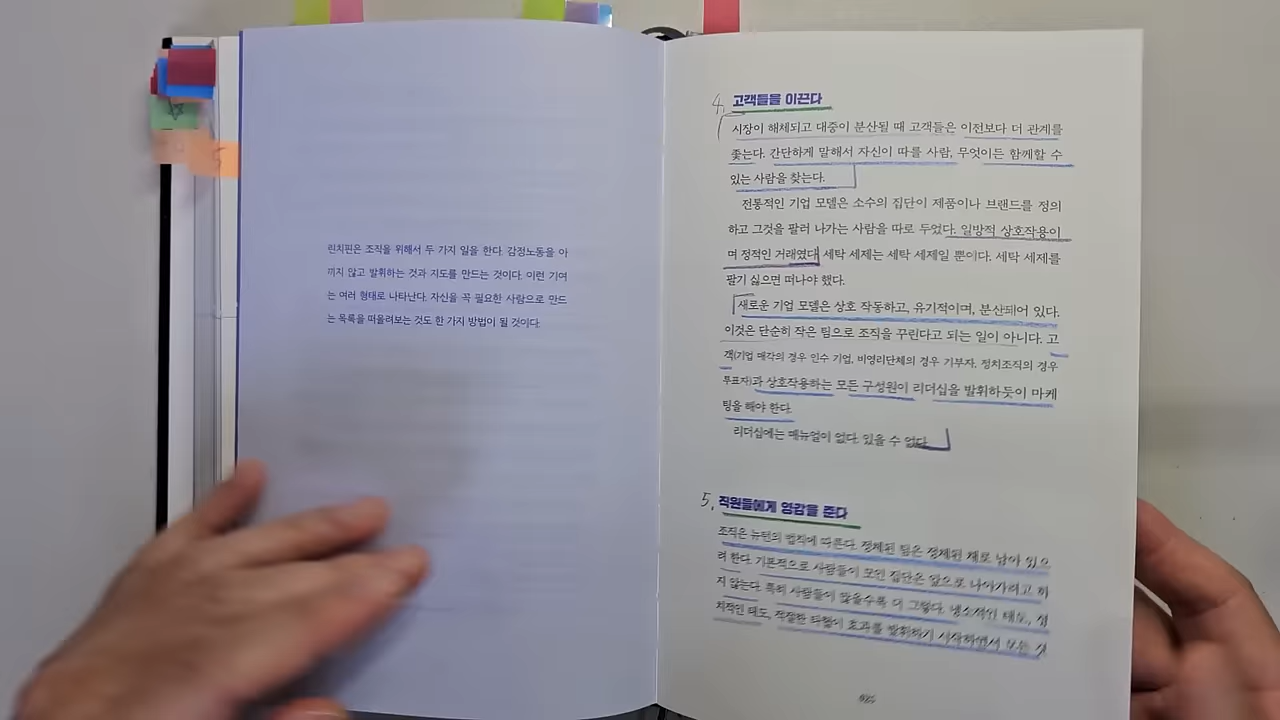 린치핀은 조직을 위해서 두 가지 일을 한다. 감정노동을 아
끼지 않고 발휘하는 것과 지도를 만드는 것이다. 이런 기여
는 여러 형태로 나타난다. 자신을 꼭 필요한 사람으로 만드
는 목록을 떠올려보는 것도 한 가지 방법이 될 것이다.
4. 고객들을 이끈다
시장이 해체되고 대중이 분산될 때 고객들은 이전보다 더 관계를
좇는다. 간단하게 말해서 자신이 따를 사람, 무엇이든 함께할 수
있는 사람을 찾는다.
전통적인 기업 모델은 소수의 집단이 제품이나 브랜드를 정의
하고 그것을 팔러 나가는 사람을 따로 두었다. 일방적 상호작용이
며 정적인 거래였다. 세탁 세제는 세탁 세제일 뿐이다. 세탁 세제를
팔기 싫으면 떠나야 했다.
새로운 기업 모델은 상호 작동하고, 유기적이며, 분산되어 있다.
이것은 단순히 작은 팀으로 조직을 꾸린다고 되는 일이 아니다. 고
객(기업 매각의 경우 인수 기업, 비영리단체의 경우 기부자, 정치조직의 경우
투표자)과 상호작용하는 모든 구성원이 리더십을 발휘하듯이 마케
팅을 해야 한다.
리더십에는 매뉴얼이 없다. 있을 수 없다.
5. 직원들에게 영감을 준다
조직은 뉴턴의 법칙에 따른다. 정체된 팀은 정체된 채로 남아 있으
려 한다. 기본적으로 사람들이 모인 집단은 앞으로 나아가려고 하
지 않는다. 특히 사람들이 많을수록 더 그렇다. 냉소적인 태도, 정
치적인 태도, 적절한 타협이 효과를 발휘하기 시작하면서 모든 것